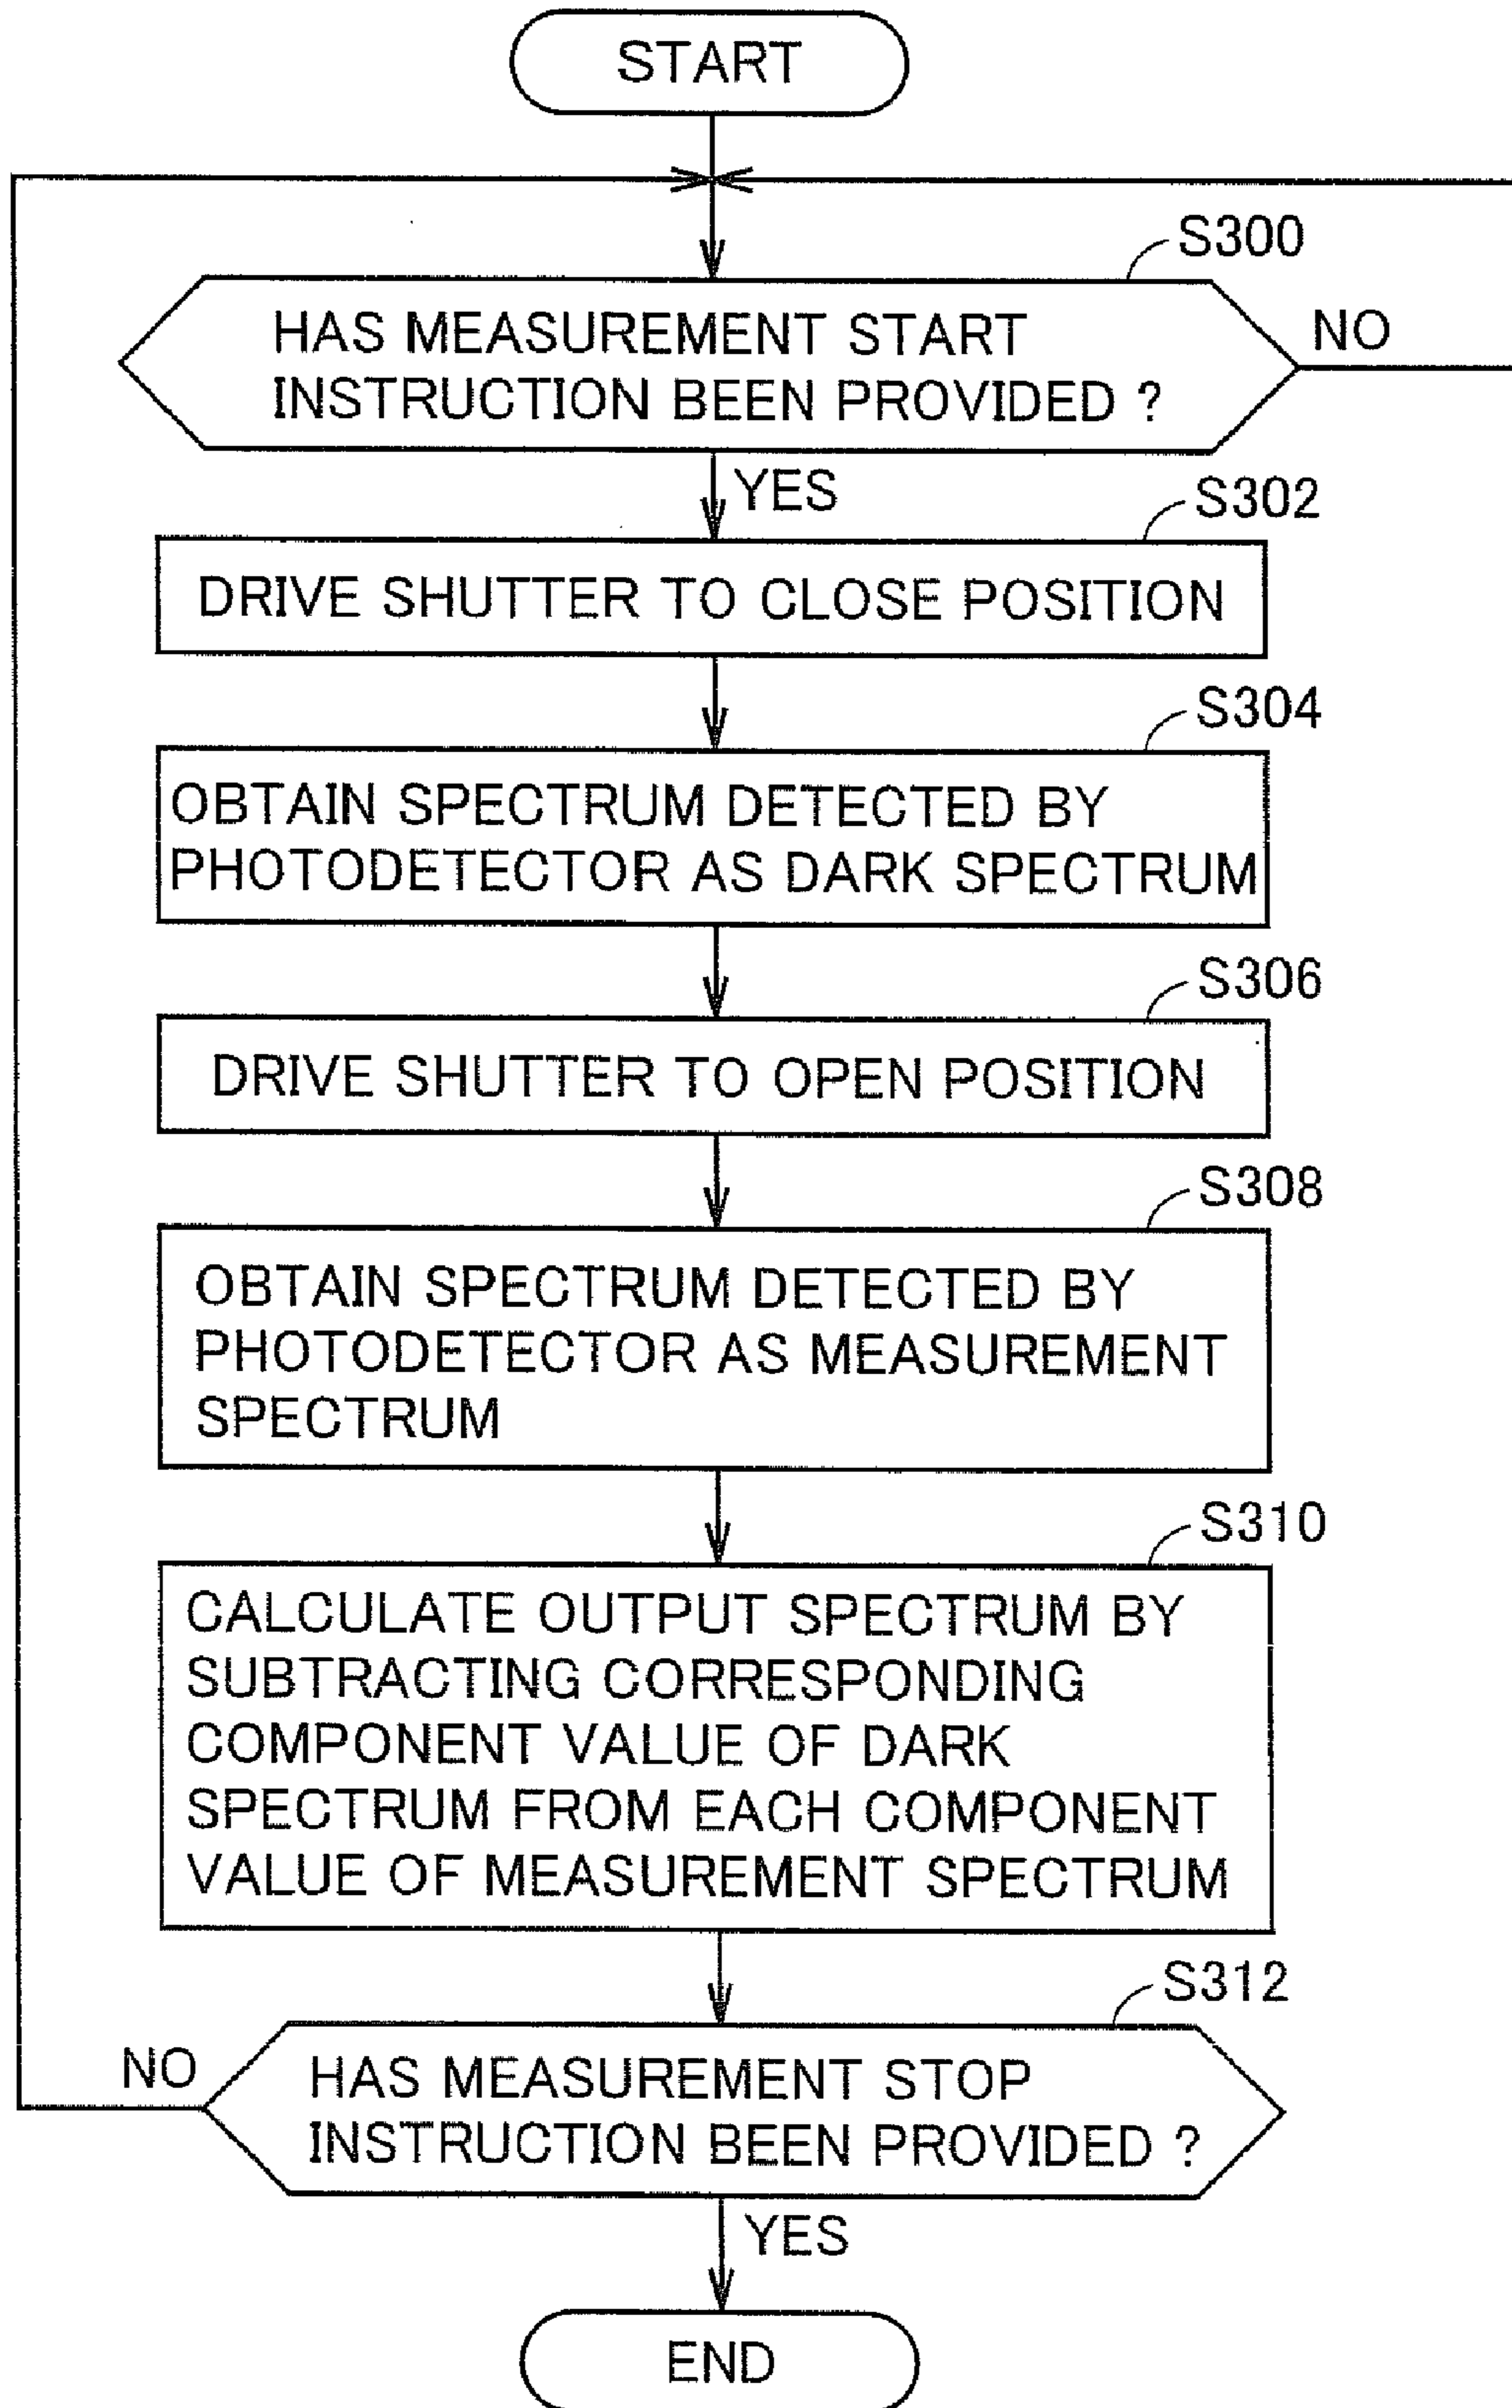 START
S300
HAS MEASUREMENT START
INSTRUCTION BEEN PROVIDED ?
NO
YES
S302
DRIVE SHUTTER TO CLOSE POSITION
S304
OBTAIN SPECTRUM DETECTED BY
PHOTODETECTOR AS DARK SPECTRUM
S306
DRIVE SHUTTER TO OPEN POSITION
S308
OBTAIN SPECTRUM DETECTED BY
PHOTODETECTOR AS MEASUREMENT
SPECTRUM
S310
CALCULATE OUTPUT SPECTRUM BY
SUBTRACTING CORRESPONDING
COMPONENT VALUE OF DARK
SPECTRUM FROM EACH COMPONENT
VALUE OF MEASUREMENT SPECTRUM
S312
NO
HAS MEASUREMENT STOP
INSTRUCTION BEEN PROVIDED ?
YES
END